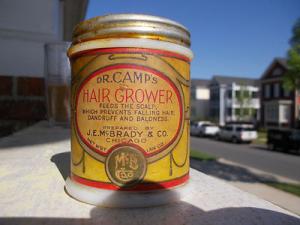 DR. CAMP'S
HAIR GROWER
FEEDS THE SCALP,
WHICH PREVENTS FALLING HAIR,
DANDRUFF AND BALDNESS.
PREPARED BY
J.E. McBRADY & CO.
CHICAGO
McB
& Co